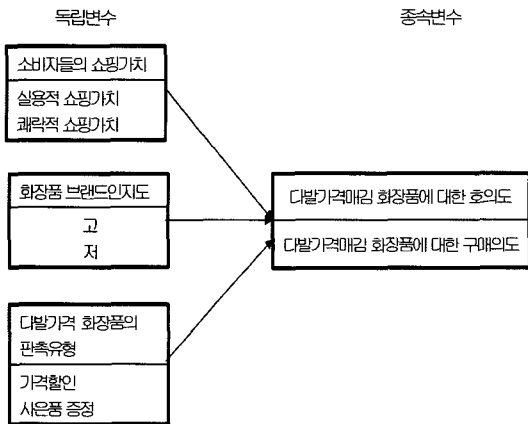 독립변수
종속변수
소비자들의 쇼핑가치
실용적 쇼핑가치
쾌락적 쇼핑가치
화장품 브랜드인지도
고
저
다발가격 화장품의
판촉유형
가격할인
사은품 증정
다발가격매김 화장품에 대한 호의도
다발가격매김 화장품에 대한 구매의도